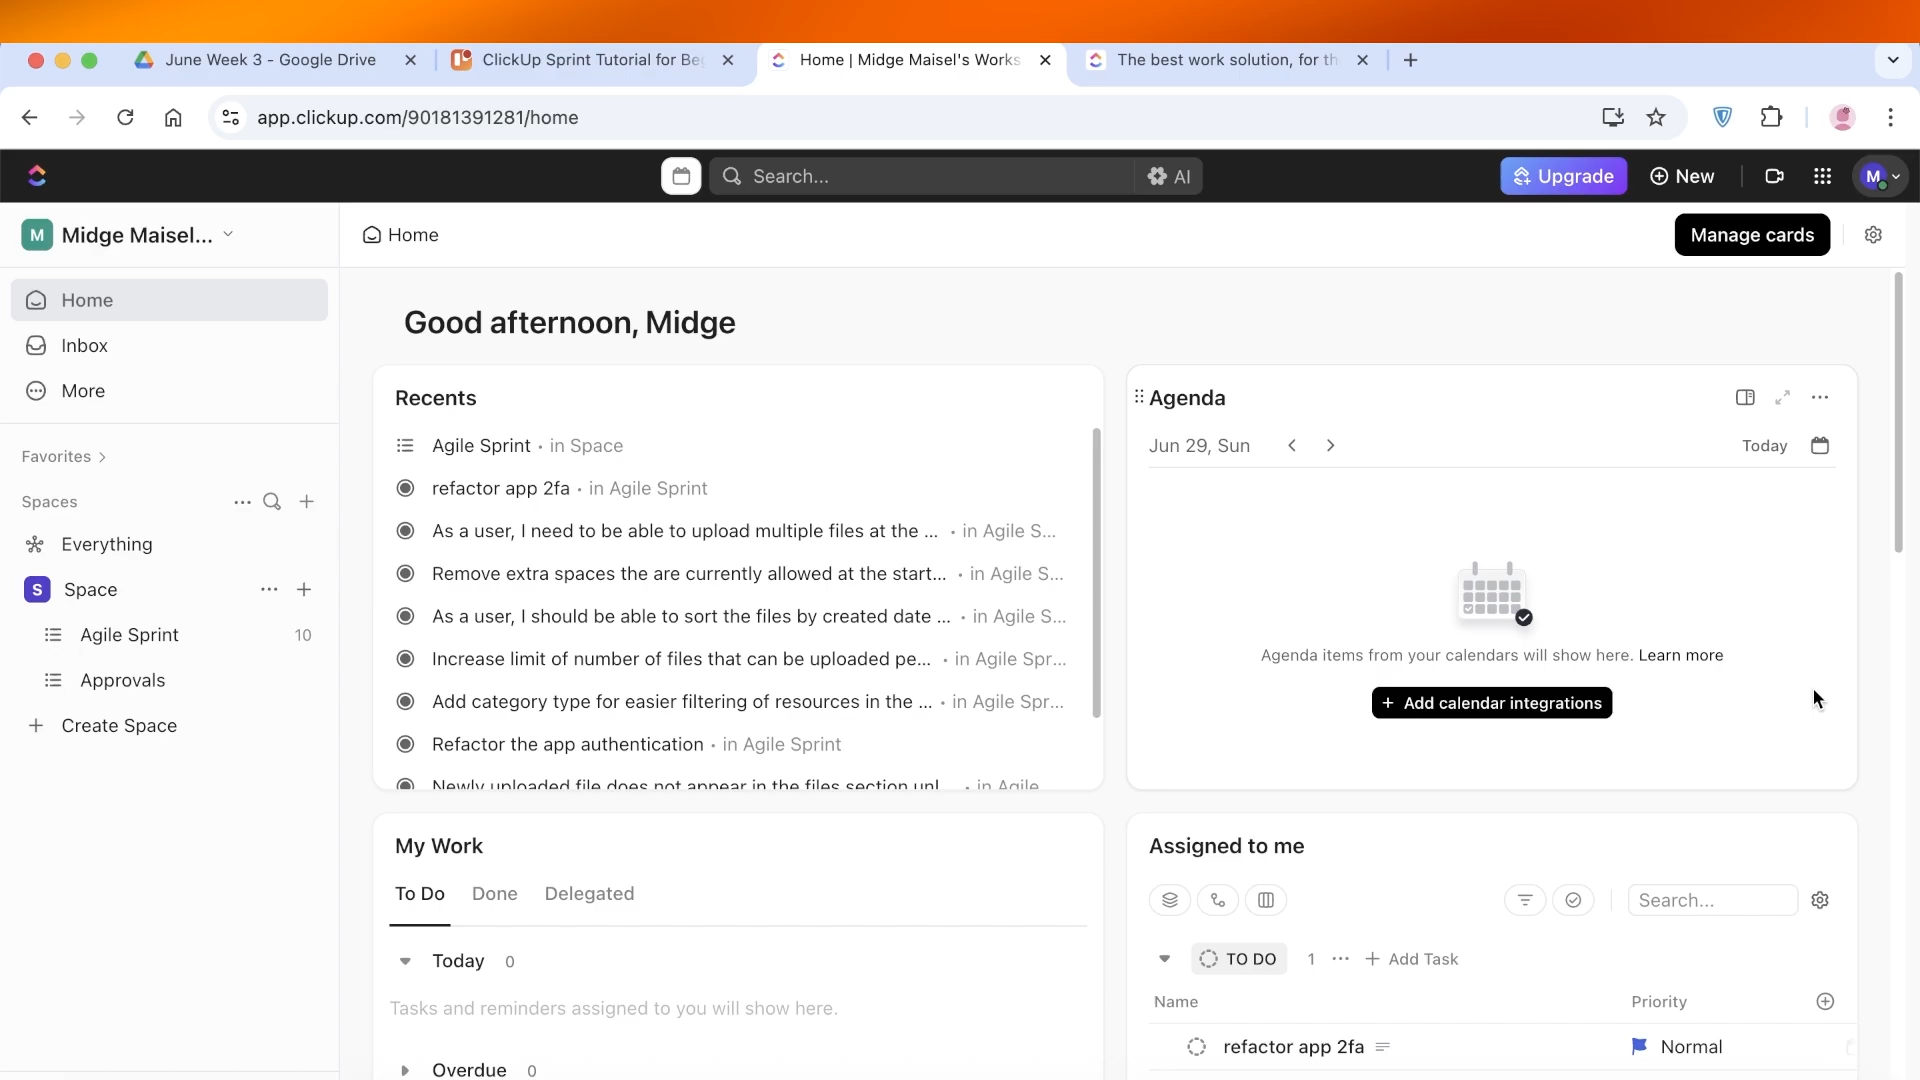 June Week 3 - Google Drive
ClickUp Sprint Tutorial for Be
Home | Midge Maisel's Works
The best work solution, for th
app.clickup.com/90181391281/home
Search...
AI
Upgrade
New
M
M
Midge Maisel...
Home
Manage cards
Home
Inbox
More
Favorites
Spaces
Everything
S
Space
Agile Sprint
10
Approvals
Create Space
Good afternoon, Midge
Recents
Agile Sprint • in Space
refactor app 2fa • in Agile Sprint
As a user, I need to be able to upload multiple files at the ... • in Agile S...
Remove extra spaces the are currently allowed at the start... • in Agile S...
As a user, I should be able to sort the files by created date ... • in Agile S...
Increase limit of number of files that can be uploaded pe... • in Agile Spr...
Add category type for easier filtering of resources in the ... • in Agile Spr...
Refactor the app authentication • in Agile Sprint
Newly uploaded file does not appear in the files section unl... • in Agile
Agenda
Jun 29, Sun
Today
Agenda items from your calendars will show here. Learn more
+ Add calendar integrations
My Work
To Do
Done
Delegated
Today 0
Tasks and reminders assigned to you will show here.
Overdue 0
Assigned to me
Search...
TO DO
1
+ Add Task
Name
Priority
refactor app 2fa
Normal